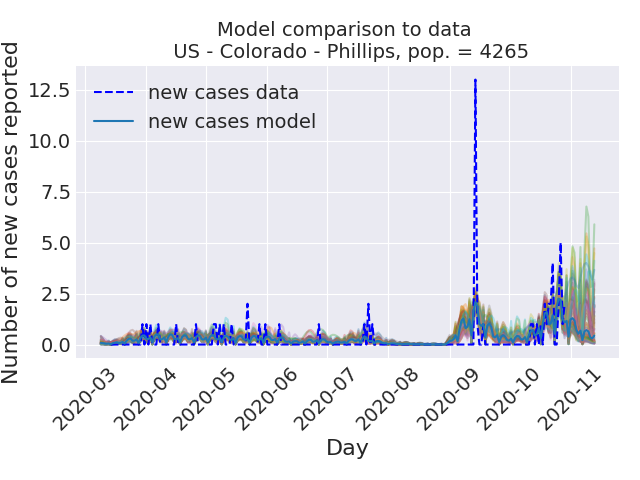 Model comparison to data
US - Colorado - Phillips, pop. = 4265
Number of new cases reported
12.5
10.0
7.5
5.0
2.5
0.0
new cases data
new cases model
2020-03
2020-04
2020-05
2020-06
2020-07
2020-08
2020-09
2020-10
2020-11
Day